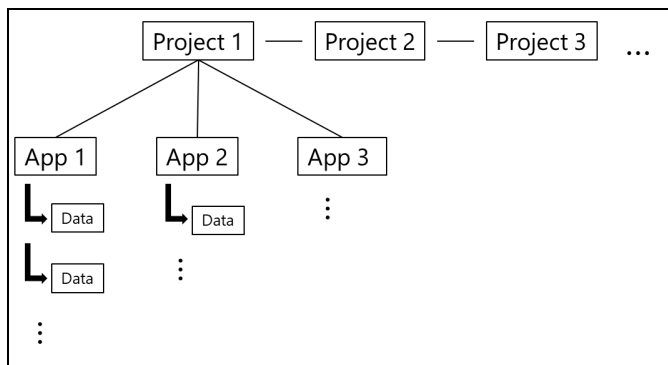 Project 1
Project 2
Project 3
...
App 1
App 2
App 3
Data
Data
Data